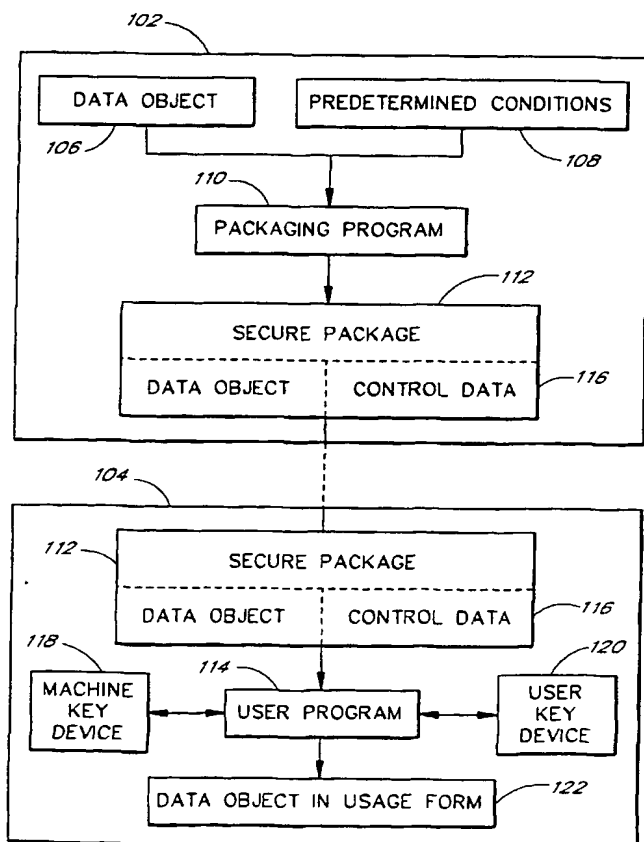 102
DATA OBJECT
PREDETERMINED CONDITIONS
106
108
110
PACKAGING PROGRAM
112
SECURE PACKAGE
DATA OBJECT
CONTROL DATA
116
104
112
SECURE PACKAGE
DATA OBJECT
CONTROL DATA
116
118
114
120
MACHINE
KEY
DEVICE
USER PROGRAM
USER
KEY
DEVICE
DATA OBJECT IN USAGE FORM
122